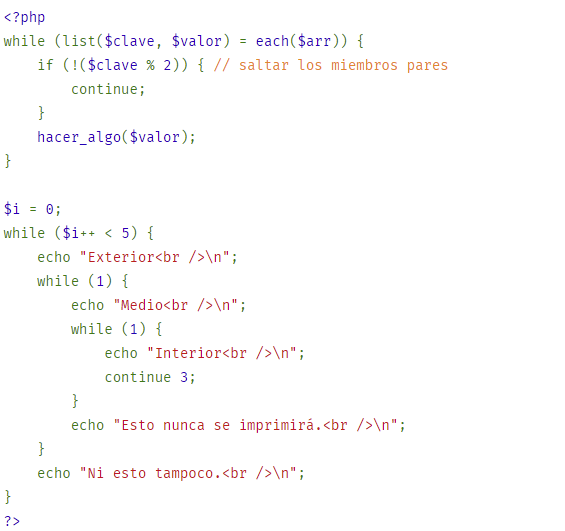 <?php
while (list($clave, $valor) = each($arr)) {
    if (!($clave % 2)) { // saltar los miembros pares
        continue;
    }
    hacer_algo($valor);
}

$i = 0;
while ($i++ < 5) {
    echo "Exterior<br />\n";
    while (1) {
        echo "Medio<br />\n";
        while (1) {
            echo "Interior<br />\n";
            continue 3;
        }
        echo "Esto nunca se imprimirá.<br />\n";
    }
    echo "Ni esto tampoco.<br />\n";
}
?>